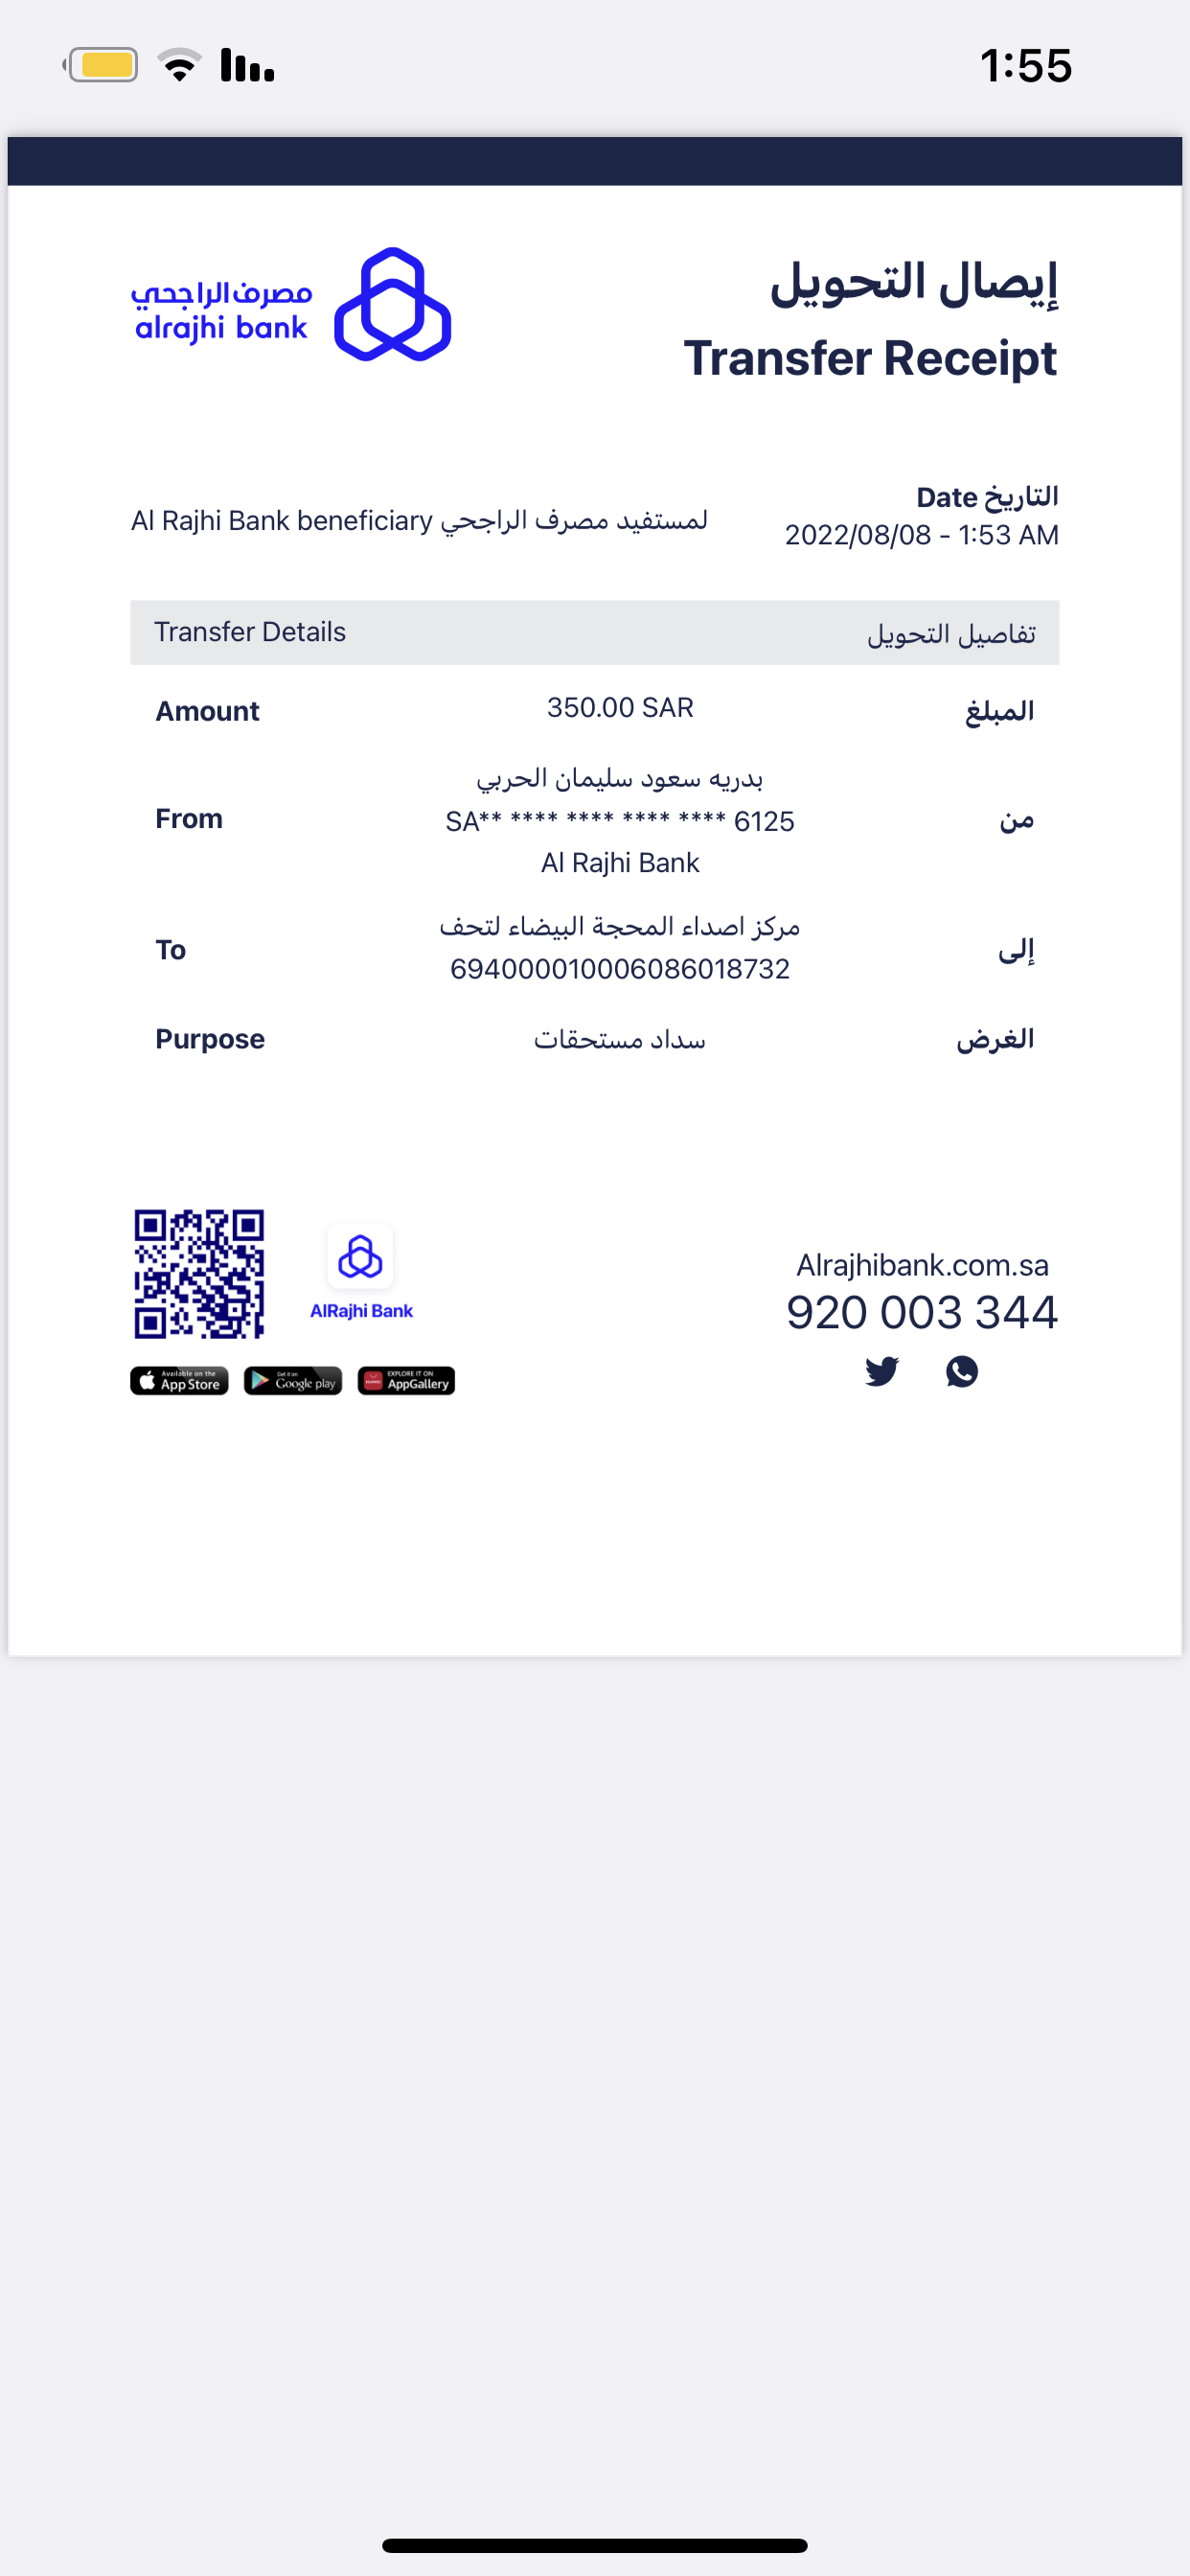 1:55
إيصال التحويل
Transfer Receipt
مصرف الراجحي
alrajhi bank
التاريخ Date
2022/08/08 - 1:53 AM
Al Rajhi Bank beneficiary لمستفيد مصرف الراجحي
Transfer Details تفاصيل التحويل
Amount 350.00 SAR المبلغ
بدريه سعود سليمان الحربي
From SA** **** **** **** **** 6125 من
Al Rajhi Bank
مركز اصداء المحجة البيضاء لتحف
To 694000010006086018732 إلى
Purpose سداد مستحقات الغرض
AlRajhi Bank
Available on the App Store
Get it on Google play
EXPLORE IT ON AppGallery
Alrajhibank.com.sa
920 003 344